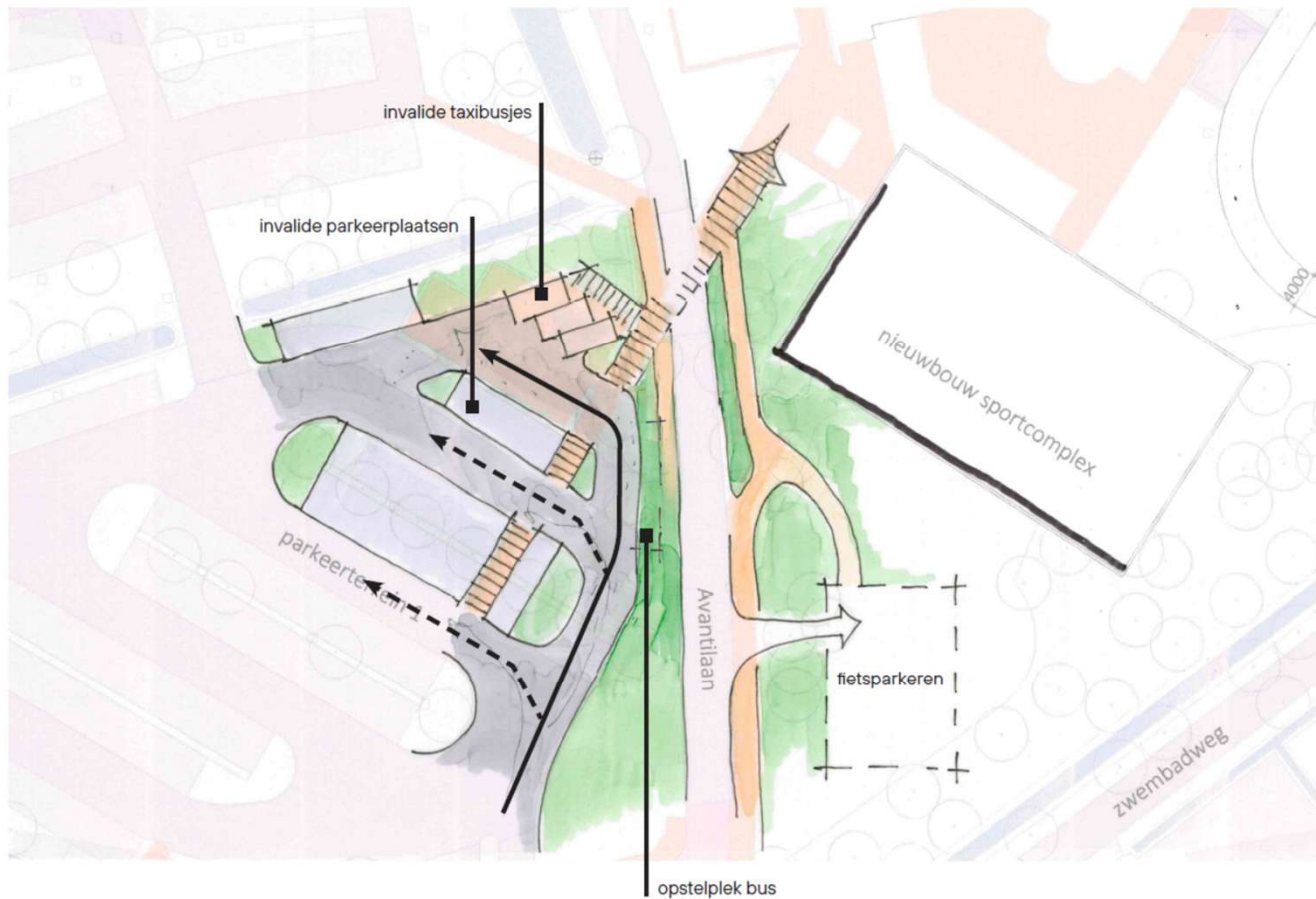 invalide taxibusjes
invalide parkeerplaatsen
4000
nieuwbouw sportcomplex
parkeerterrein 1
Avantilaan
fietsparkeren
zwembadweg
opstelplek bus